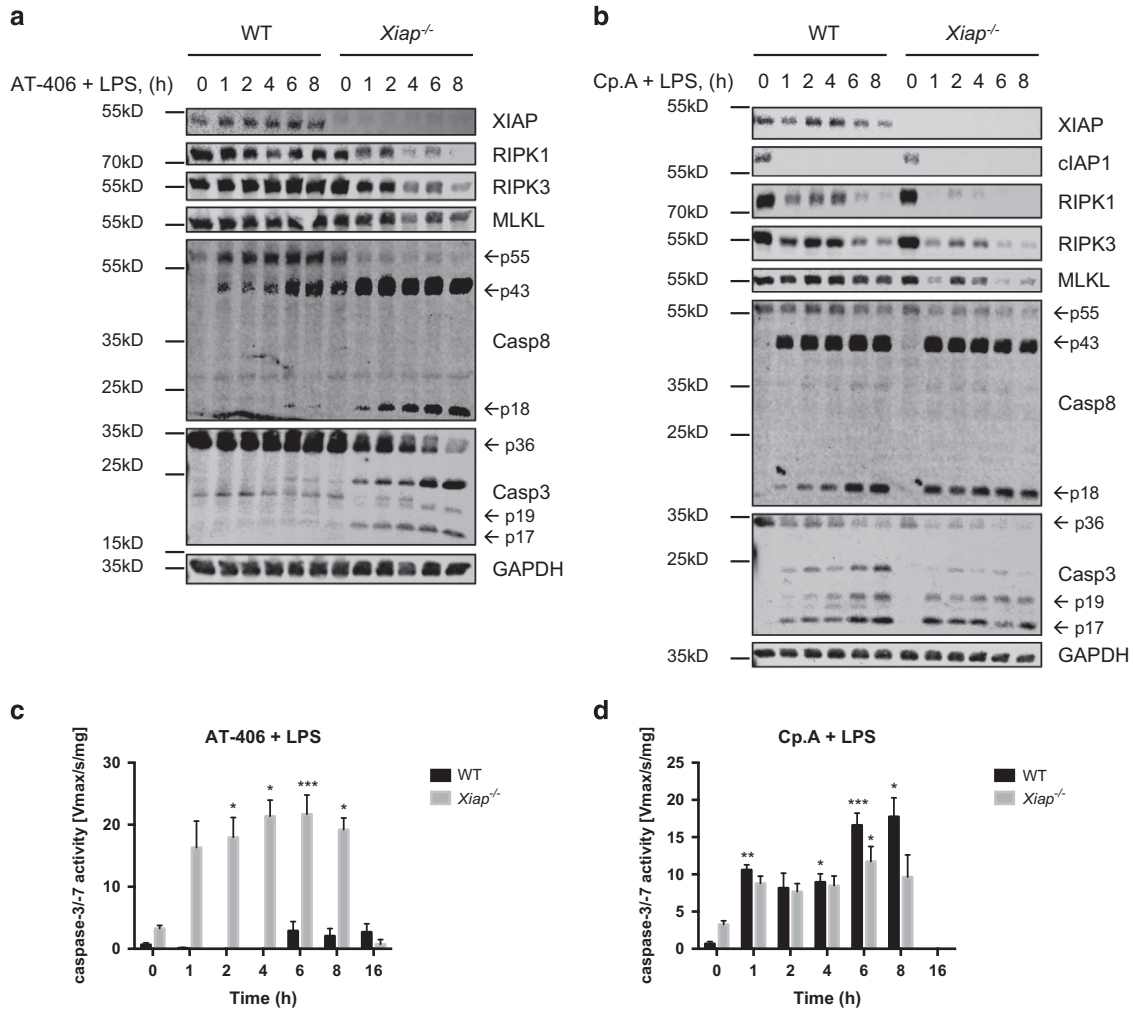 a
WT Xiap-/-
AT-406 + LPS, (h) 0 1 2 4 6 8 0 1 2 4 6 8
55kD XIAP
RIPK1
70kD
55kD RIPK3
55kD MLKL
←p55
55kD
←p43
35kD Casp8
25kD
←p18
35kD ← p36
25kD
Casp3
← p19
← p17
15kD
35kD GAPDH
b
WT Xiap-/-
Cp.A + LPS, (h) 0 1 2 4 6 8 0 1 2 4 6 8
55kD
XIAP
cIAP1
55kD
RIPK1
70kD
55kD RIPK3
55kD MLKL
55kD ←p55
←p43
35kD
Casp8
25kD
←p18
35kD ← p36
25kD
Casp3
← p19
← p17
35kD GAPDH
c
AT-406 + LPS
caspase-3/-7 activity [Vmax/s/mg]
30
20
10
0
* * *** *
0 1 2 4 6 8 16
Time (h)
WT
Xiap-/-
d
Cp.A + LPS
caspase-3/-7 activity [Vmax/s/mg]
25
20
15
10
5
0
** * *** * *
0 1 2 4 6 8 16
Time (h)
WT
Xiap-/-